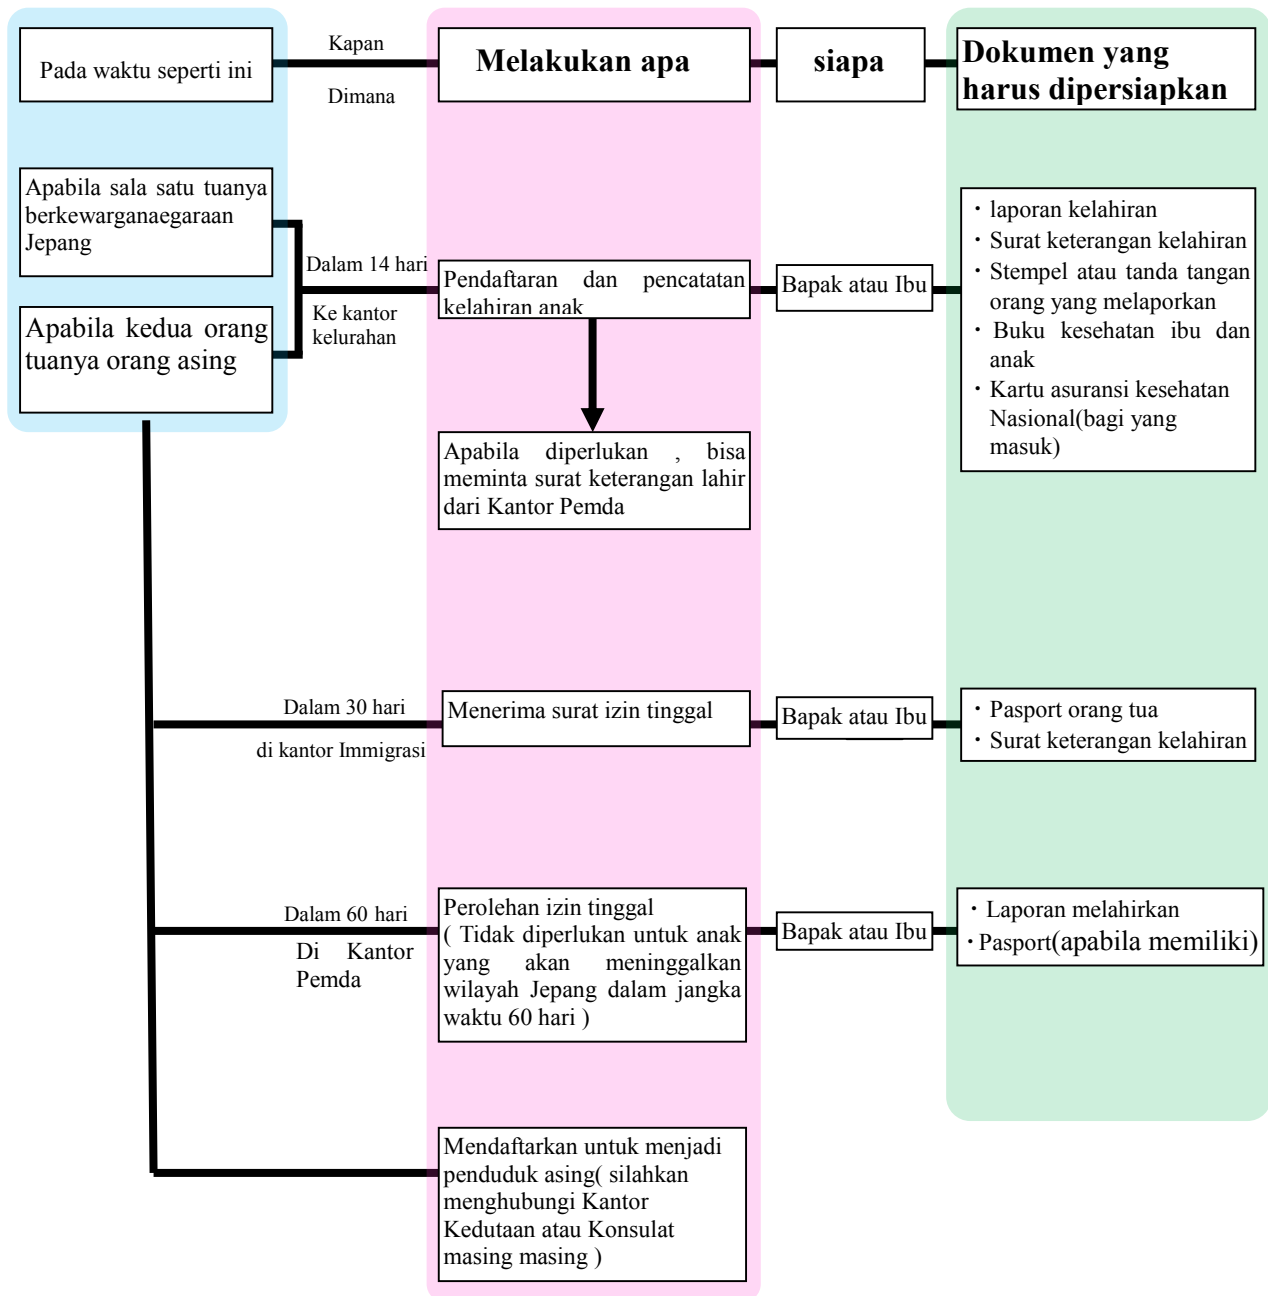 Pada waktu seperti ini
Kapan
Dimana
Melakukan apa
siapa
Dokumen yang
harus dipersiapkan
Apabila sala satu tuanya
berkewarganaegaraan
Jepang
Apabila kedua orang
tuanya orang asing
Dalam 14 hari
Ke kantor
kelurahan
Pendaftaran dan pencatatan
kelahiran anak
Bapak atau Ibu
・laporan kelahiran
・Surat keterangan kelahiran
・Stempel atau tanda tangan
orang yang melaporkan
・Buku kesehatan ibu dan
anak
・Kartu asuransi kesehatan
Nasional(bagi yang
masuk)
Apabila diperlukan , bisa
meminta surat keterangan lahir
dari Kantor Pemda
Dalam 30 hari
di kantor Immigrasi
Menerima surat izin tinggal
Bapak atau Ibu
・Pasport orang tua
・Surat keterangan kelahiran
Dalam 60 hari
Di Kantor
Pemda
Perolehan izin tinggal
( Tidak diperlukan untuk anak
yang akan meninggalkan
wilayah Jepang dalam jangka
waktu 60 hari )
Bapak atau Ibu
・Laporan melahirkan
・Pasport(apabila memiliki)
Mendaftarkan untuk menjadi
penduduk asing( silahkan
menghubungi Kantor
Kedutaan atau Konsulat
masing masing )